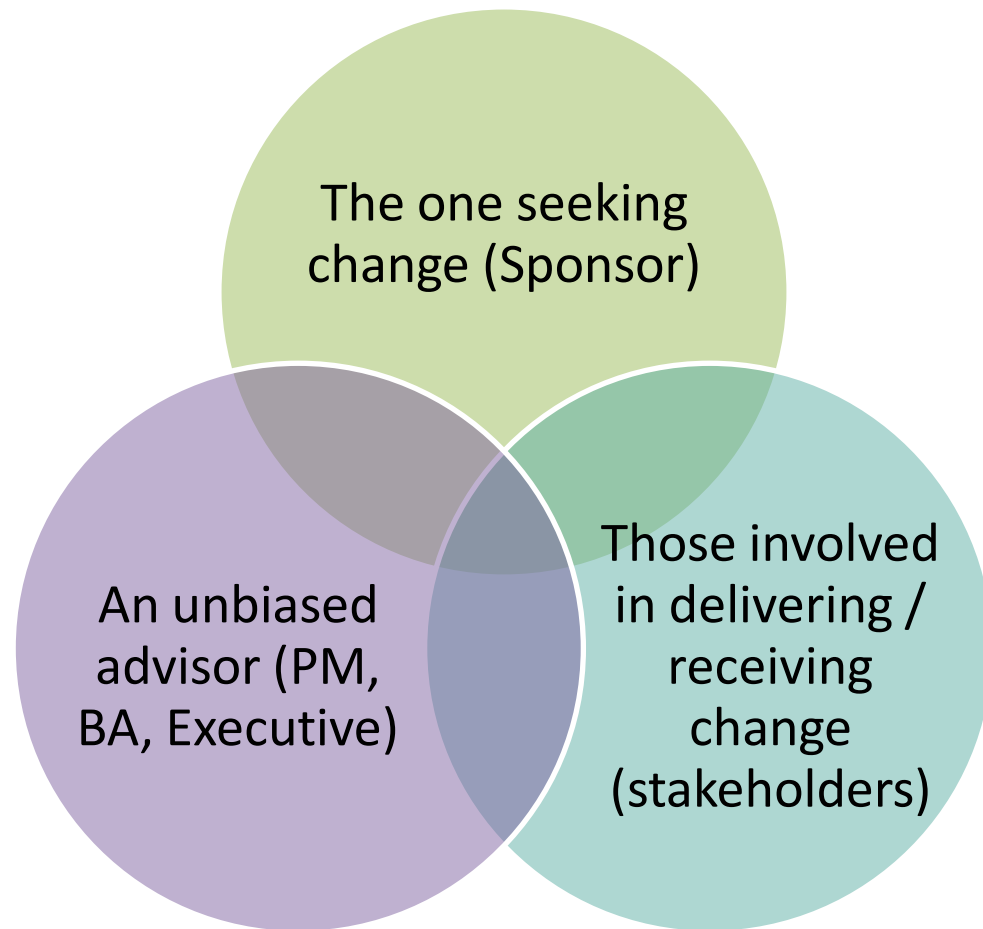 The one seeking
change (Sponsor)
An unbiased
advisor (PM,
BA, Executive)
Those involved
in delivering /
receiving
change
(stakeholders)